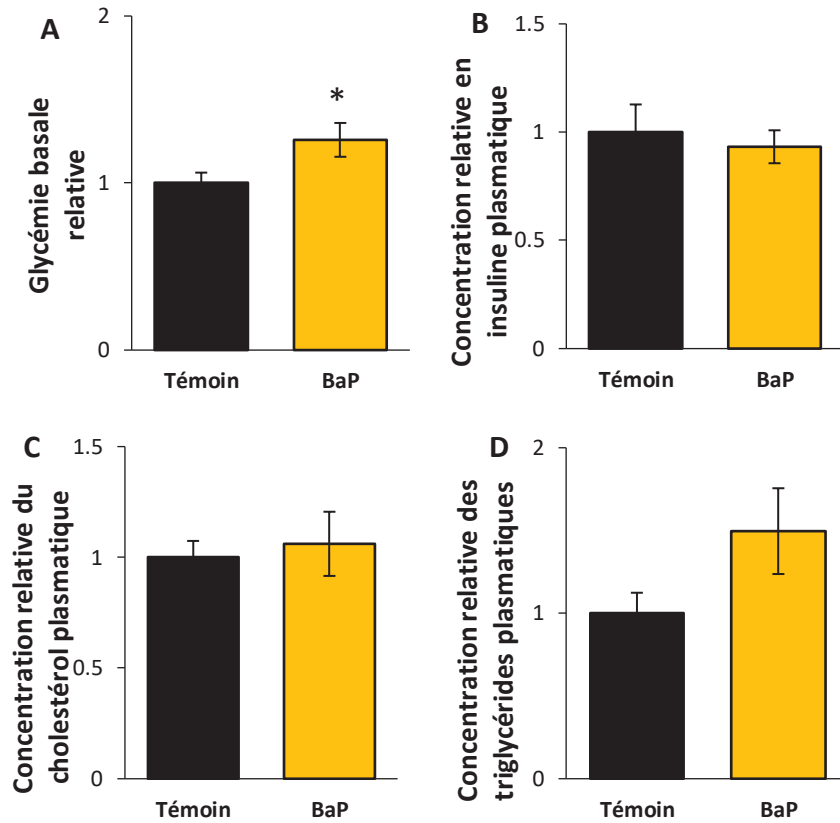 A
Glycémie basale
relative
2
1
0
*
Témoin
BaP
B
Concentration relative en
insuline plasmatique
1.5
1
0.5
0
Témoin
BaP
C
Concentration relative du
cholestérol plasmatique
1.5
1
0.5
0
Témoin
BaP
D
Concentration relative des
triglycérides plasmatiques
2
1
0
Témoin
BaP